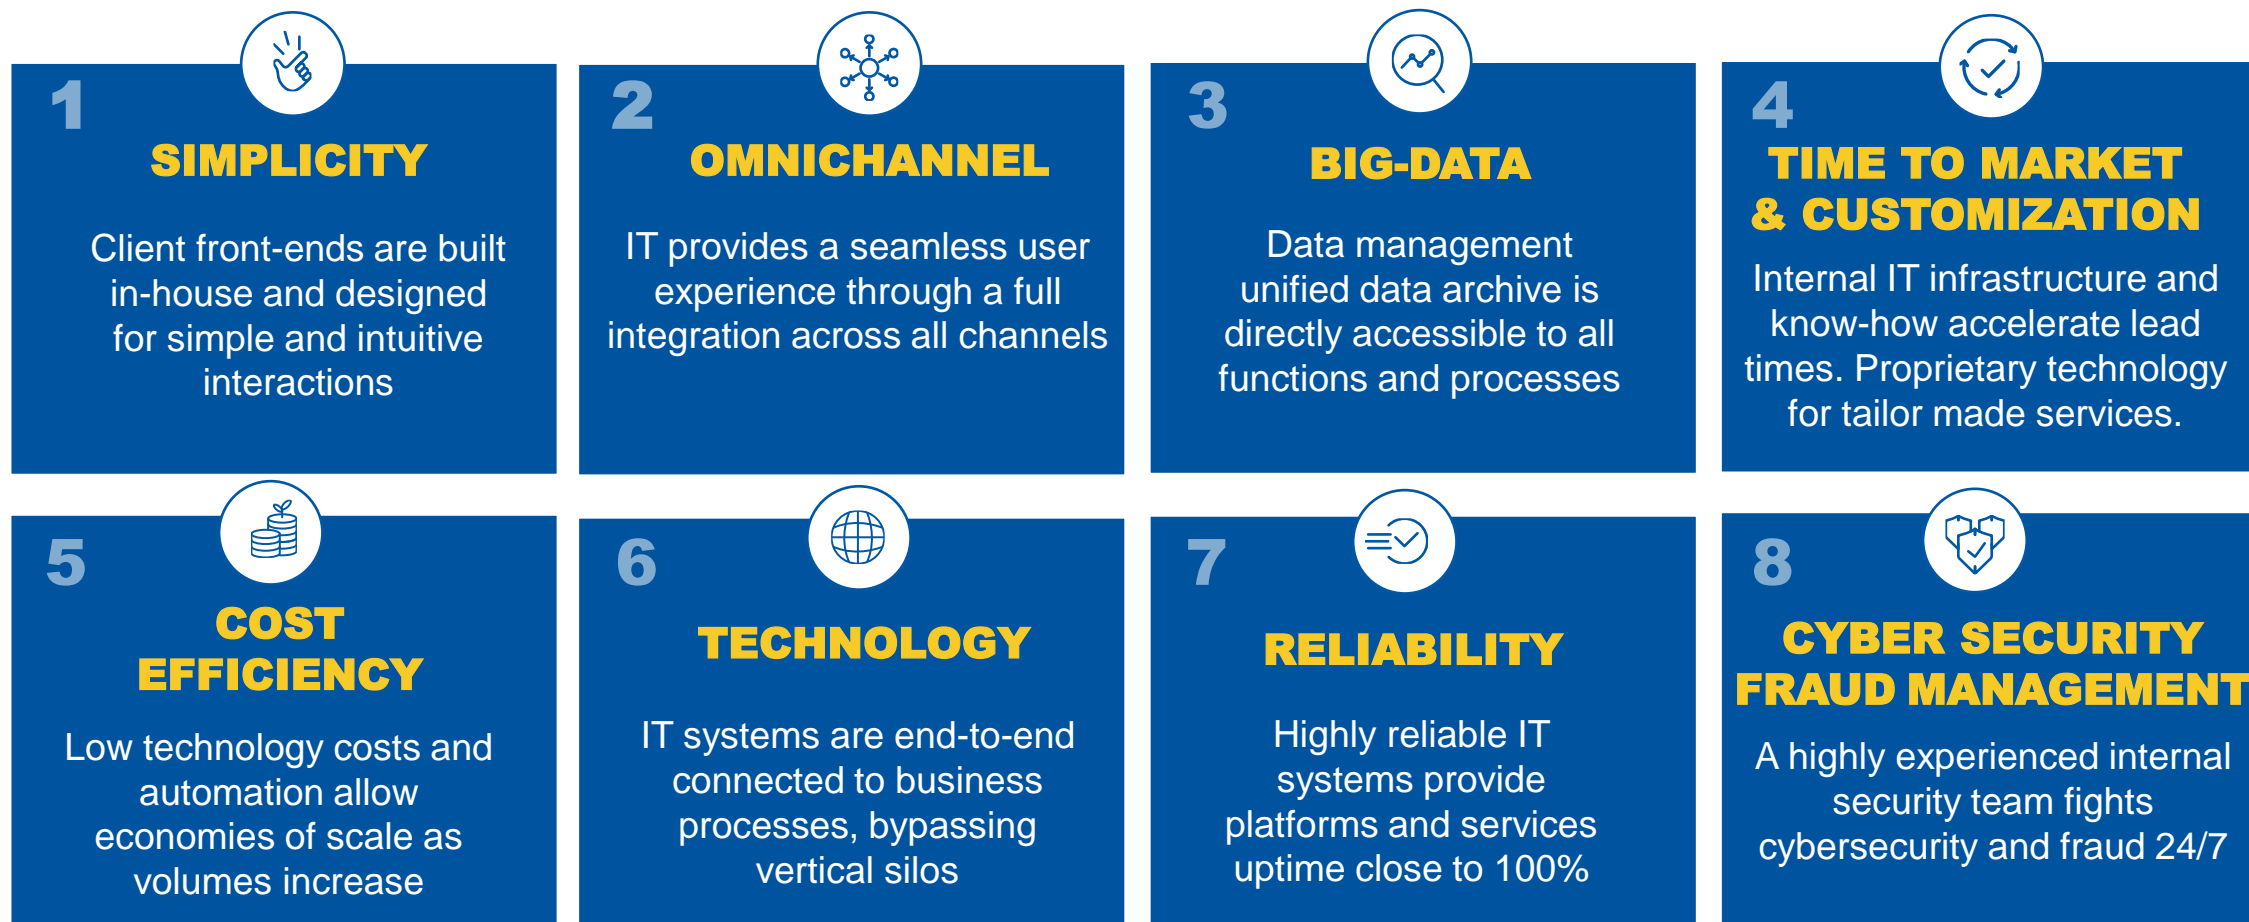 1
SIMPLICITY
Client front-ends are built
in-house and designed
for simple and intuitive
interactions
2
OMNICHANNEL
IT provides a seamless user
experience through a full
integration across all channels
3
BIG-DATA
Data management
unified data archive is
directly accessible to all
functions and processes
4
TIME TO MARKET
& CUSTOMIZATION
Internal IT infrastructure and
know-how accelerate lead
times. Proprietary technology
for tailor made services.
5
COST
EFFICIENCY
Low technology costs and
automation allow
economies of scale as
volumes increase
6
TECHNOLOGY
IT systems are end-to-end
connected to business
processes, bypassing
vertical silos
7
RELIABILITY
Highly reliable IT
systems provide
platforms and services
uptime close to 100%
8
CYBER SECURITY
FRAUD MANAGEMENT
A highly experienced internal
security team fights
cybersecurity and fraud 24/7